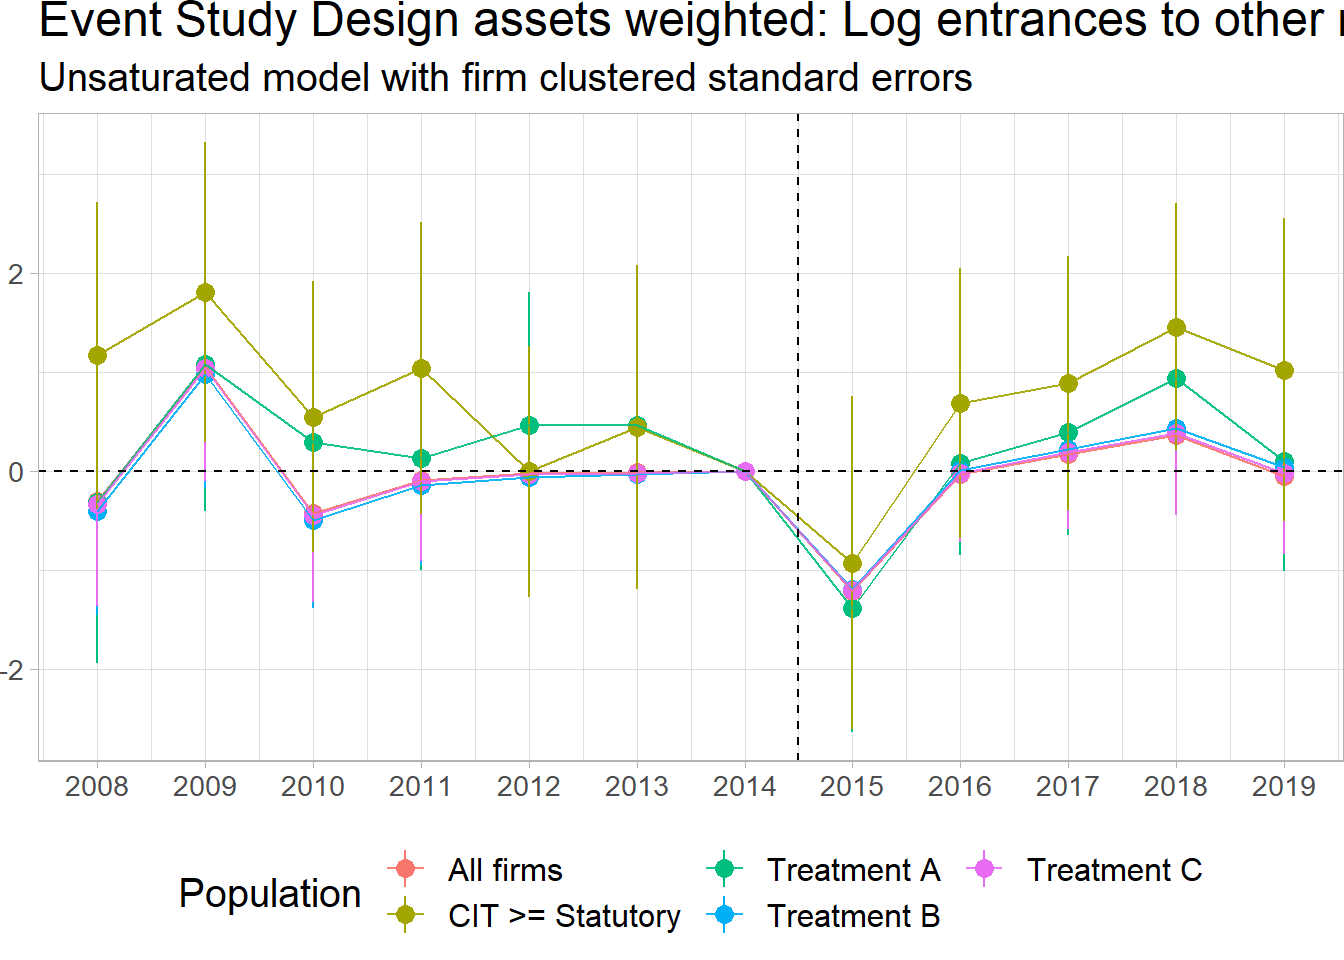 Event Study Design assets weighted: Log entrances to other
Unsaturated model with firm clustered standard errors
2
0
-2
2008 2009 2010 2011 2012 2013 2014 2015 2016 2017 2018 2019
Population
All firms
CIT >= Statutory
Treatment A
Treatment B
Treatment C